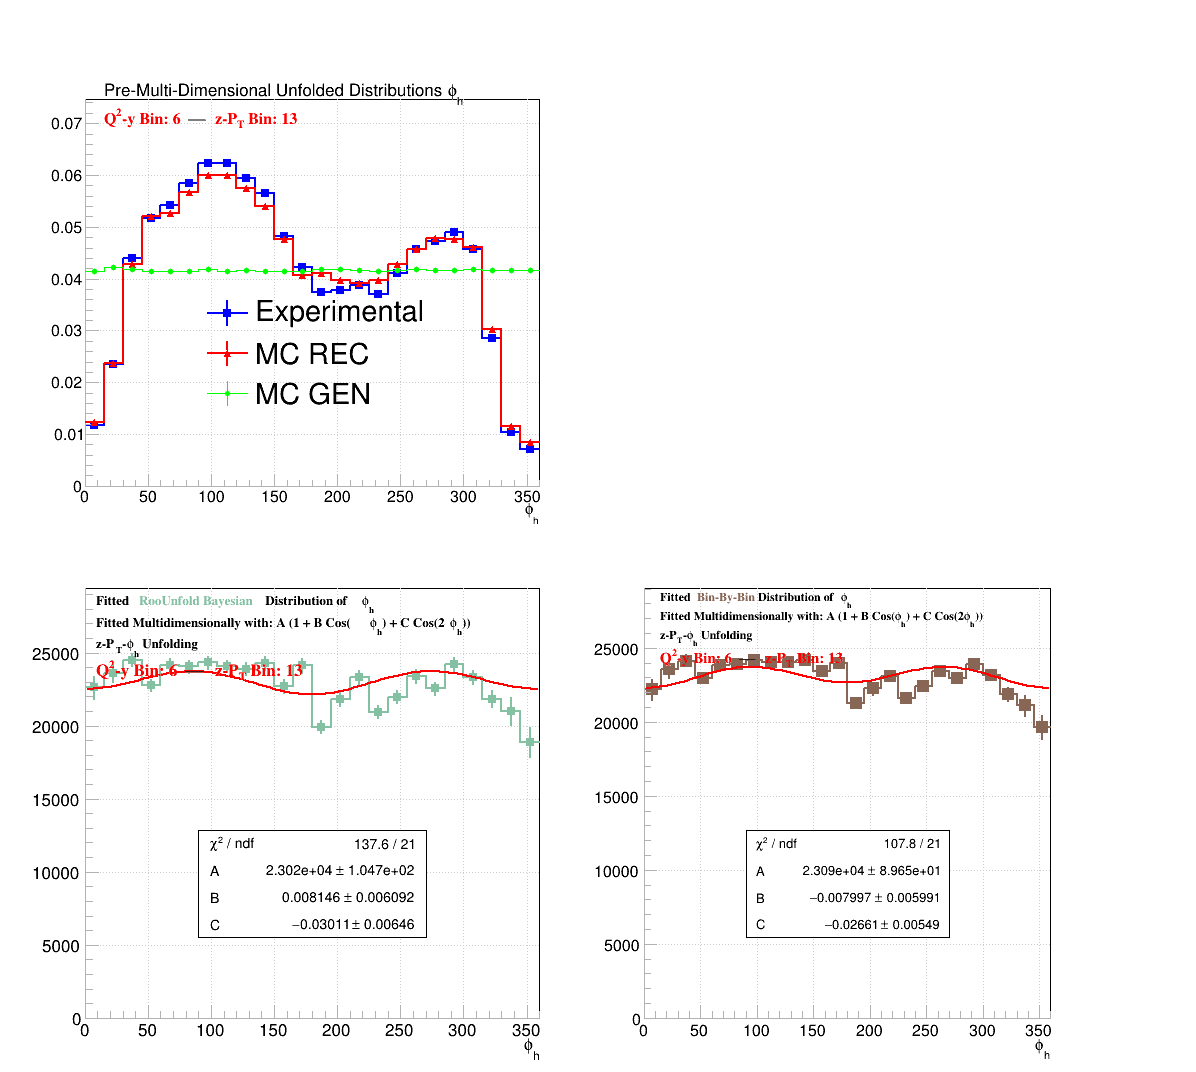 Pre-Multi-Dimensional Unfolded Distributions ϕh
Q2-y Bin: 6 — z-PT Bin: 13
0.07
0.06
0.05
0.04
0.03
0.02
0.01
0
Experimental
MC REC
MC GEN
0 50 100 150 200 250 300 350
ϕh
Fitted RooUnfold Bayesian Distribution of ϕh
Fitted Multidimensionally with: A (1 + B Cos( ϕh) + C Cos(2 ϕh))
z-PT-ϕh Unfolding
Q2-y Bin: 6 — z-PT Bin: 13
25000
20000
15000
10000
5000
0
χ2 / ndf 137.6 / 21
A 2.302e+04 ± 1.047e+02
B 0.008146 ± 0.006092
C −0.03011 ± 0.00646
0 50 100 150 200 250 300 350
ϕh
Fitted Bin-By-Bin Distribution of ϕh
Fitted Multidimensionally with: A (1 + B Cos(ϕh) + C Cos(2ϕh))
z-PT-ϕh Unfolding
Q2-y Bin: 6 — z-PT Bin: 13
25000
20000
15000
10000
5000
0
χ2 / ndf 107.8 / 21
A 2.309e+04 ± 8.965e+01
B −0.007997 ± 0.005991
C −0.02661 ± 0.00549
0 50 100 150 200 250 300 350
ϕh